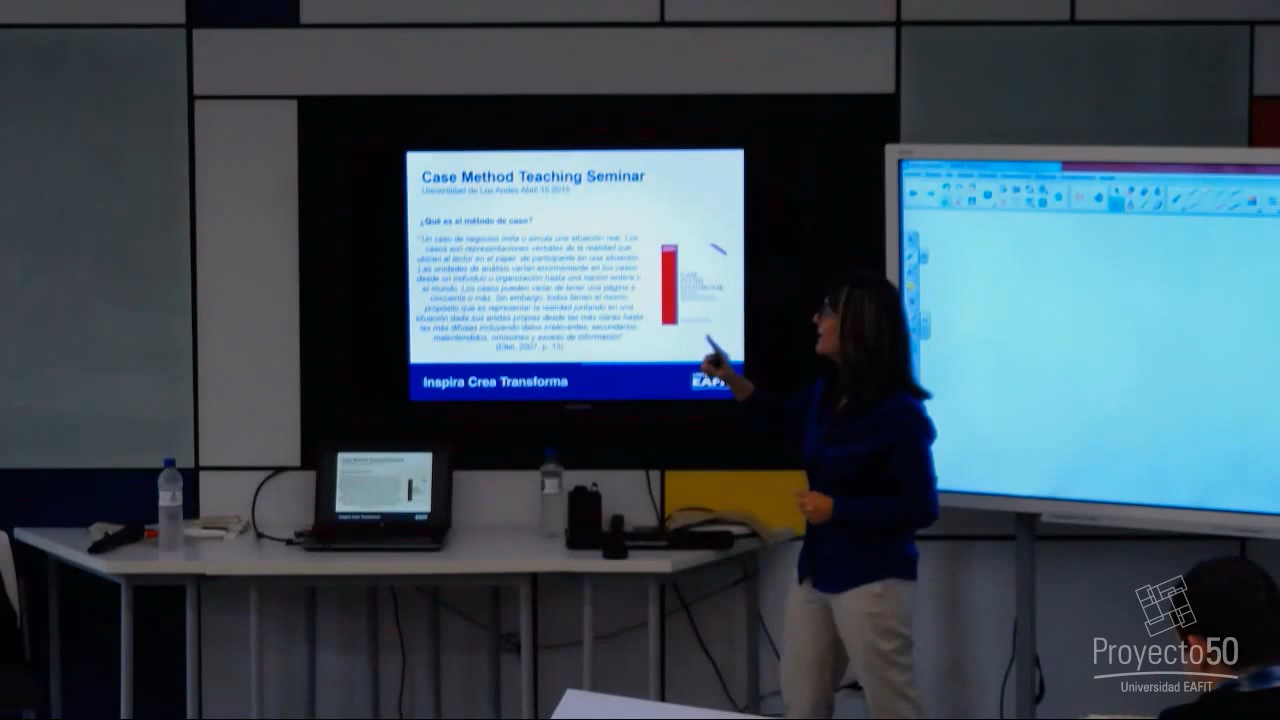 Case Method Teaching Seminar
Universidad de Los Andes Abril 16 2015
¿Qué es el método de caso?
"Un caso de negocios imita o simula una situación real. Los
casos son representaciones verbales de la realidad que
ubican al lector en el papel de participante en una situación.
Las unidades de análisis varían enormemente en los casos
desde un individuo u organización hasta una nación entera o
el mundo. Los casos pueden variar de tener una página a
cincuenta o más. Sin embargo, todos tienen el mismo
propósito que es representar la realidad juntando en una
situación dada sus aristas propias desde las más claras hasta
las más difusas incluyendo datos irrelevantes, secundarios,
malentendidos, omisiones y exceso de información"
(Ellet, 2007, p. 13)
Inspira Crea Transforma
EAFIT
Proyecto50
Universidad EAFIT